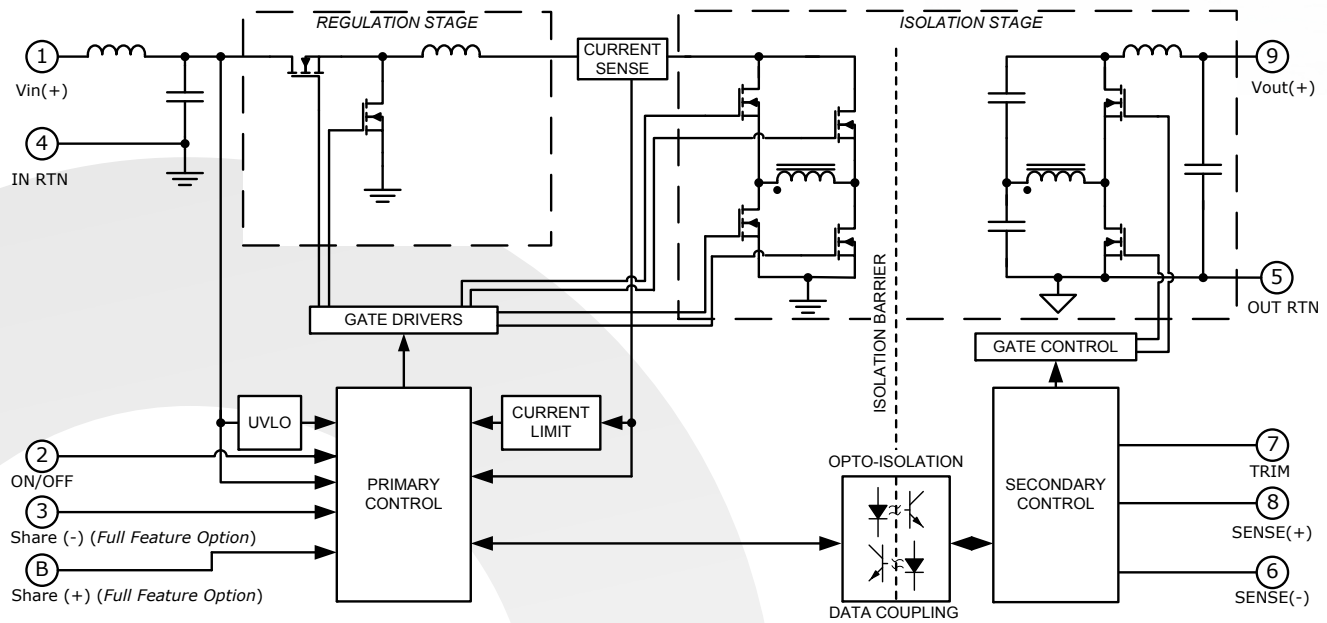 REGULATION STAGE
ISOLATION STAGE
1
Vin(+)
CURRENT
SENSE
9
Vout(+)
4
IN RTN
5
OUT RTN
GATE DRIVERS
ISOLATION BARRIER
GATE CONTROL
UVLO
CURRENT
LIMIT
2
ON/OFF
PRIMARY
CONTROL
OPTO-ISOLATION
SECONDARY
CONTROL
7
TRIM
3
Share (-) (Full Feature Option)
8
SENSE(+)
B
Share (+) (Full Feature Option)
6
SENSE(-)
DATA COUPLING